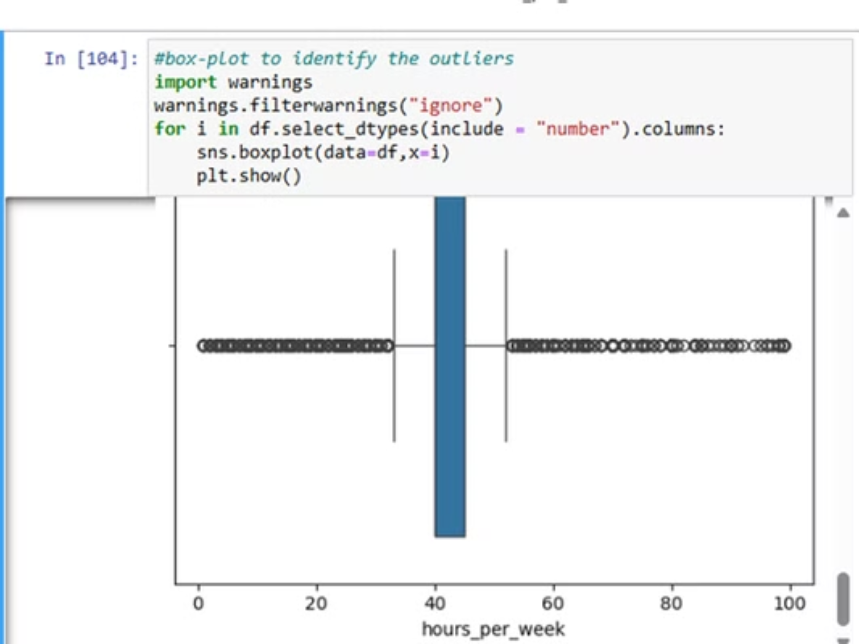 In [104]: #box-plot to identify the outliers
import warnings
warnings.filterwarnings("ignore")
for i in df.select_dtypes(include = "number").columns:
    sns.boxplot(data=df,x=i)
    plt.show()
0 20 40 60 80 100
hours_per_week